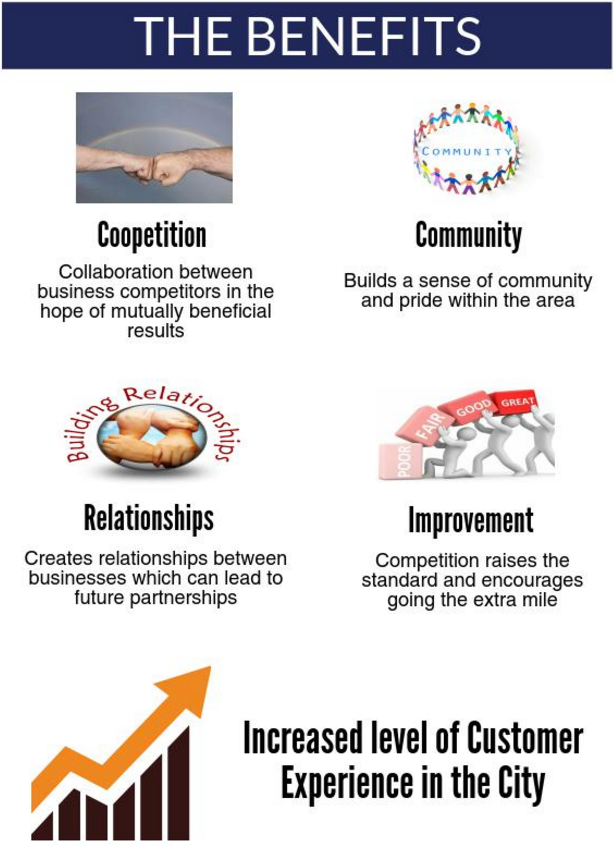 THE BENEFITS
COMMUNITY
Coopetition
Collaboration between
business competitors in the
hope of mutually beneficial
results
Community
Builds a sense of community
and pride within the area
Building Relationships
Relationships
Creates relationships between
businesses which can lead to
future partnerships
POOR
FAIR
GOOD
GREAT
Improvement
Competition raises the
standard and encourages
going the extra mile
Increased level of Customer
Experience in the City